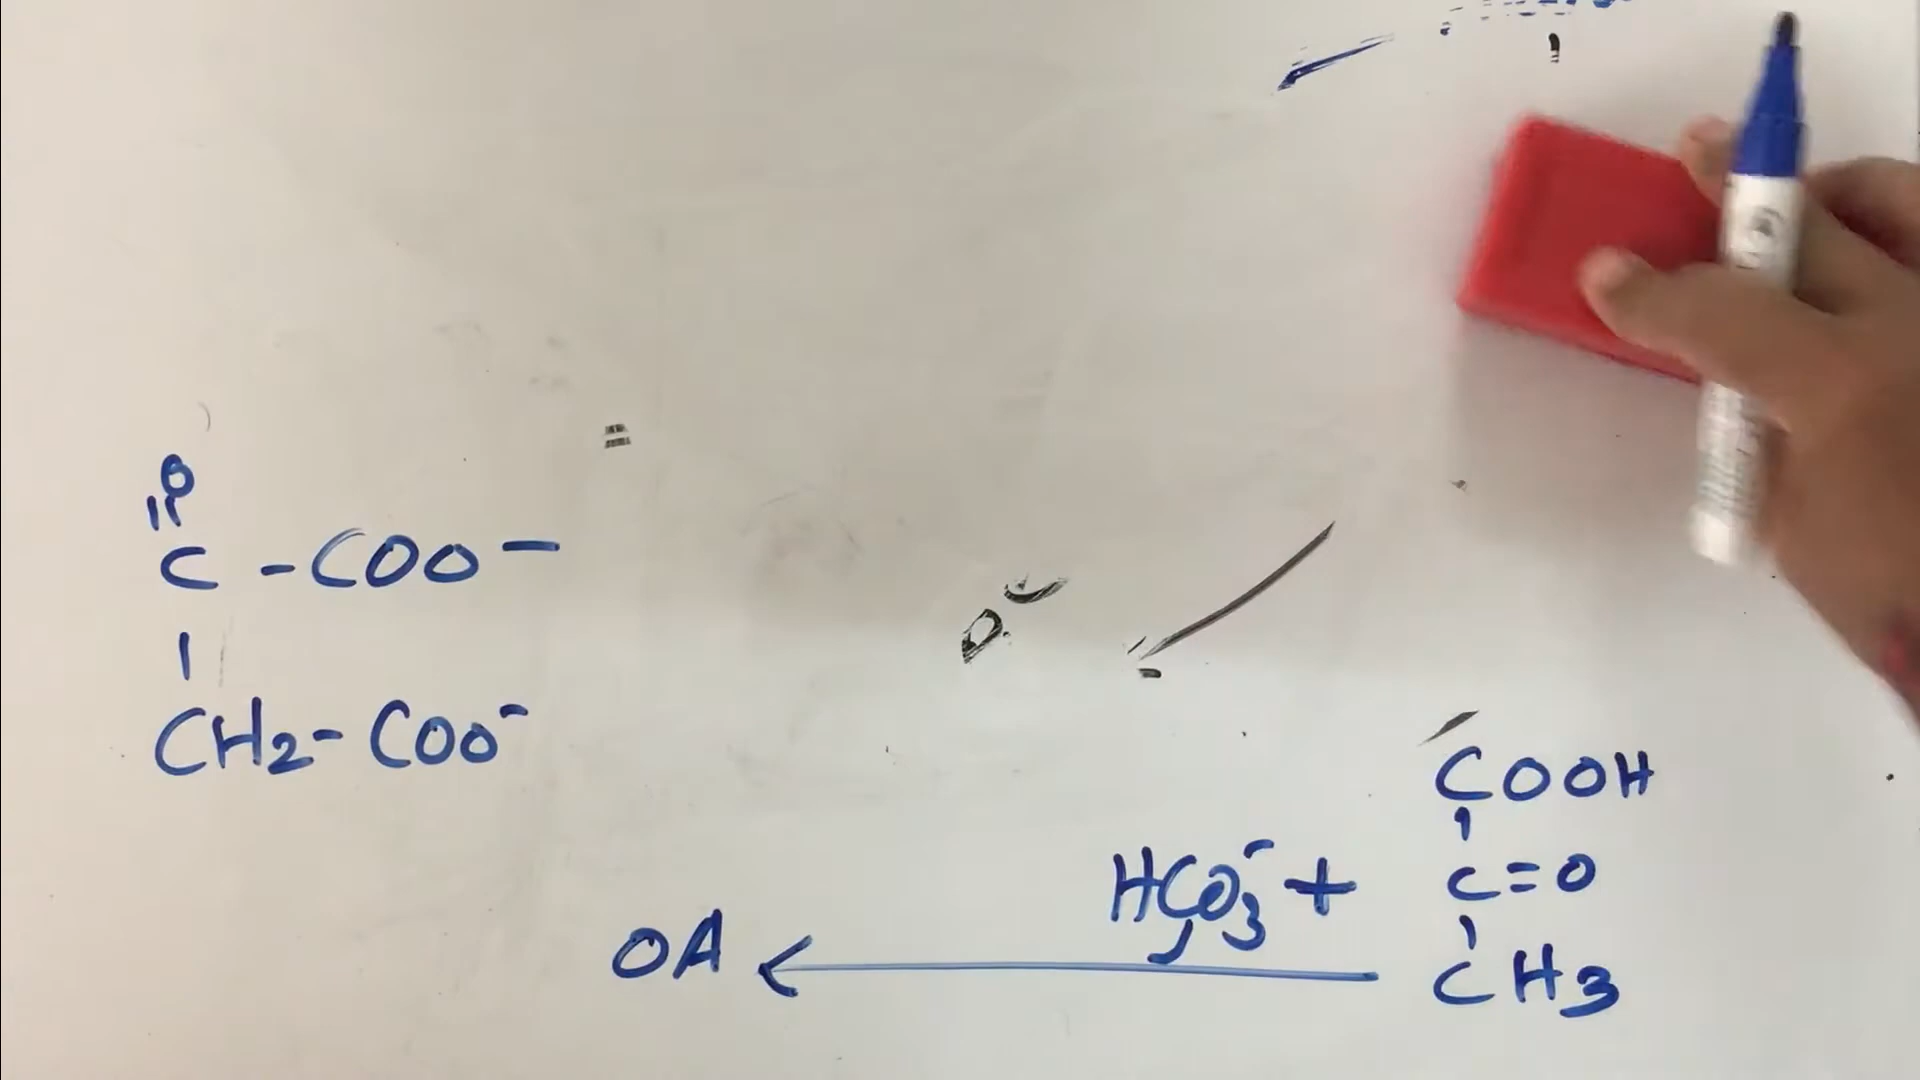 O
||
C - COO -
|
CH2 - COO-
COOH
|
C=O
|
CH3
HCO3- +
OA ←